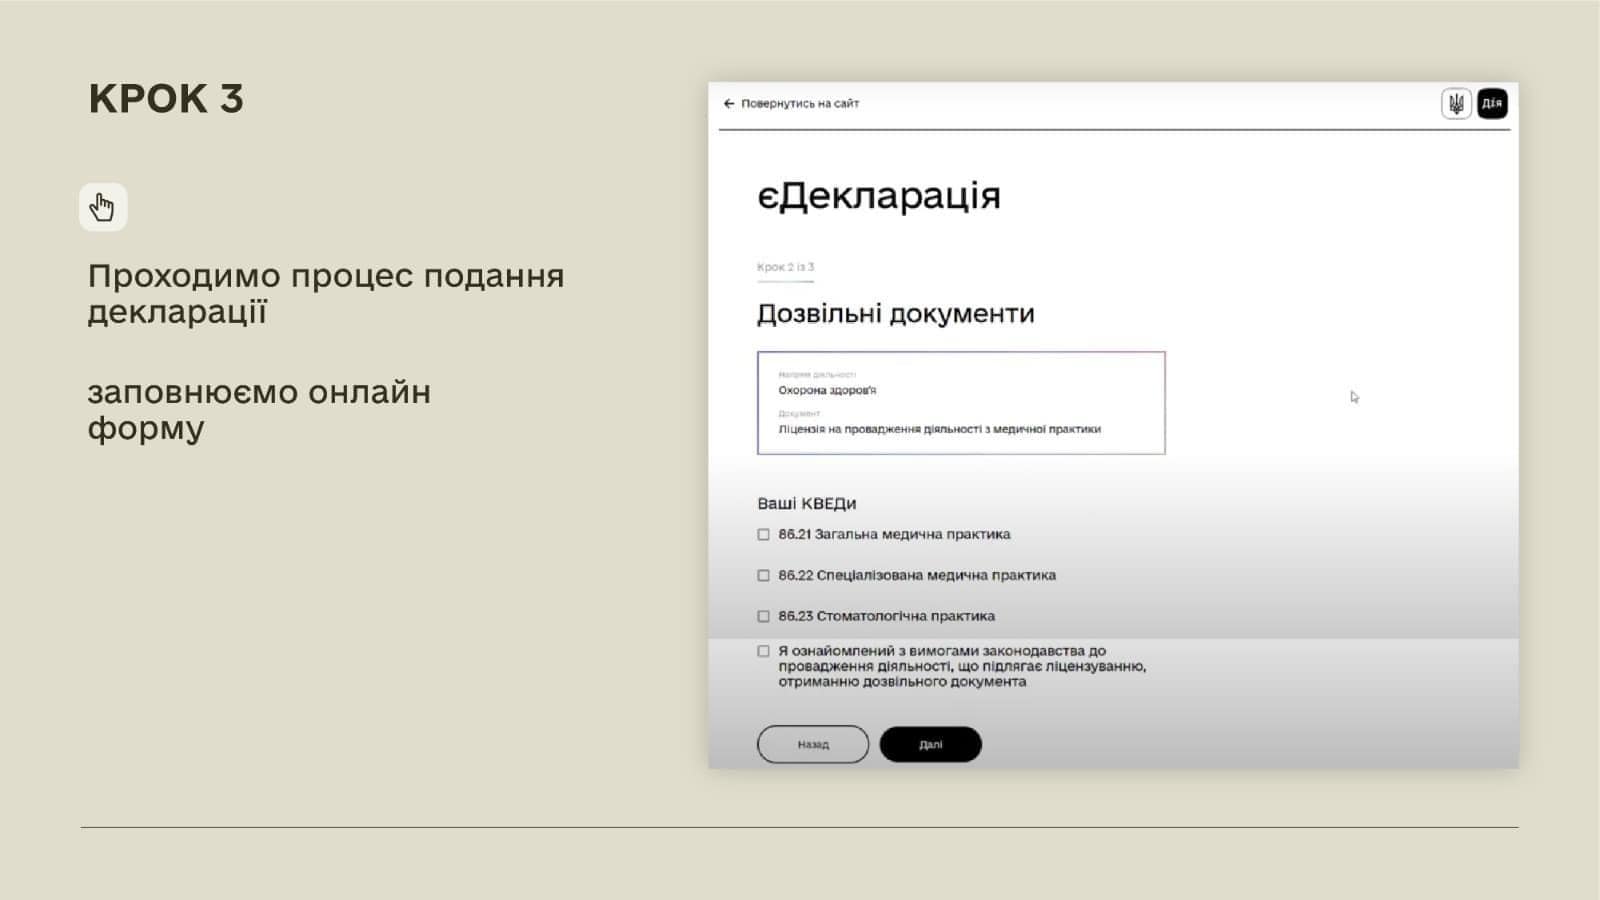 КРОК 3
Проходимо процес подання
декларації
заповнюємо онлайн
форму
← Повернутись на сайт
Дія
єДекларація
Крок 2 із 3
Дозвільні документи
Напрям діяльності
Охорона здоров'я
Документ
Ліцензія на провадження діяльності з медичної практики
Ваші КВЕДи
86.21 Загальна медична практика
86.22 Спеціалізована медична практика
86.23 Стоматологічна практика
Я ознайомлений з вимогами законодавства до
провадження діяльності, що підлягає ліцензуванню,
отриманню дозвільного документа
Назад
Далі